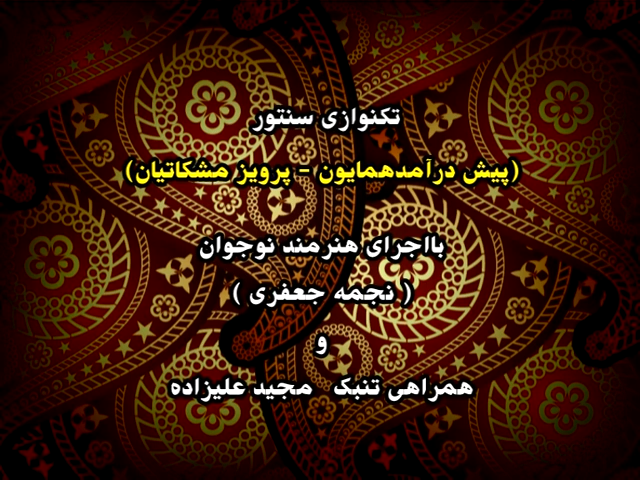 تکنوازی سنتور
(پیش درآمدهمایون - پرویز مشکاتیان)
بااجرای هنرمند نوجوان
( نجمه جعفری )
و
همراهی تنبک مجید علیزاده